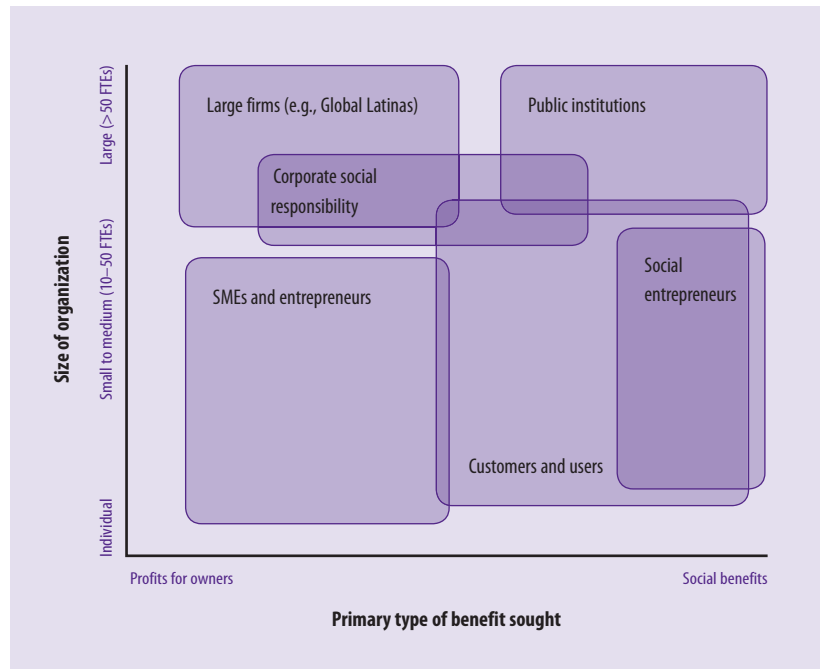 Large firms (e.g., Global Latinas)
Public institutions
Corporate social
responsibility
SMEs and entrepreneurs
Social
entrepreneurs
Customers and users
Size of organization
Large (>50 FTEs)
Small to medium (10–50 FTEs)
Individual
Profits for owners
Social benefits
Primary type of benefit sought